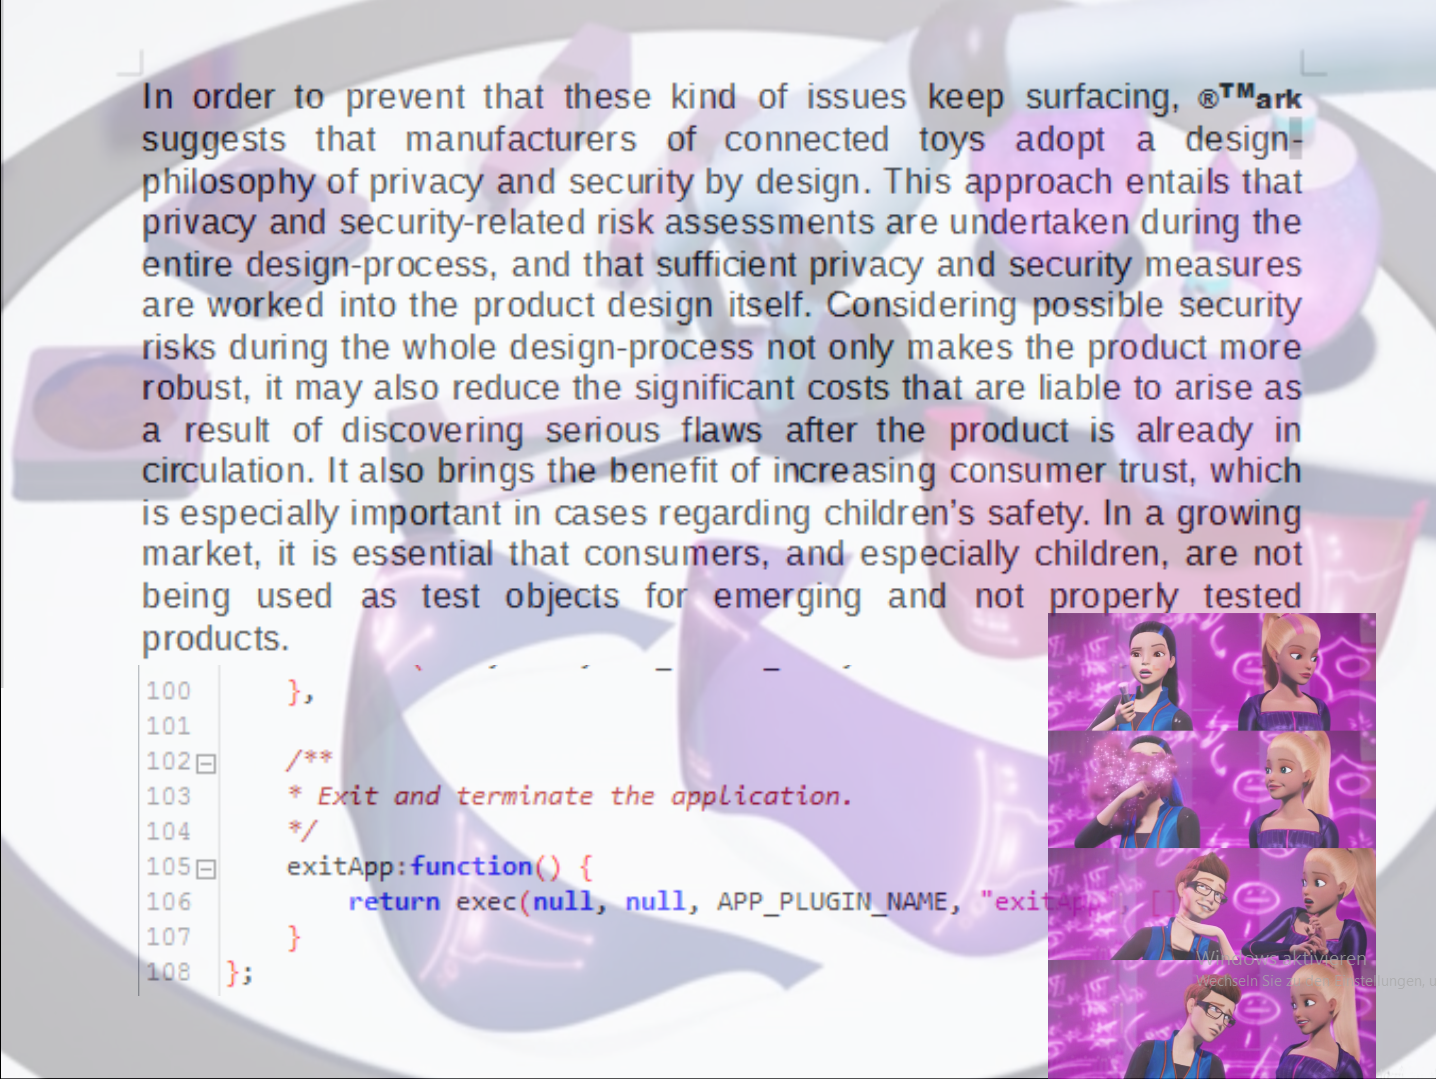 In order to prevent that these kind of issues keep surfacing, ®™ark
suggests that manufacturers of connected toys adopt a design-
philosophy of privacy and security by design. This approach entails that
privacy and security-related risk assessments are undertaken during the
entire design-process, and that sufficient privacy and security measures
are worked into the product design itself. Considering possible security
risks during the whole design-process not only makes the product more
robust, it may also reduce the significant costs that are liable to arise as
a result of discovering serious flaws after the product is already in
circulation. It also brings the benefit of increasing consumer trust, which
is especially important in cases regarding children's safety. In a growing
market, it is essential that consumers, and especially children, are not
being used as test objects for emerging and not properly tested
products.
100 },
101
102 /**
103 * Exit and terminate the application.
104 */
105 exitApp:function() {
106 return exec(null, null, APP_PLUGIN_NAME, "exitApp", []
107 }
108 };
Windows aktivieren
Wechseln Sie zu den Einstellungen, u